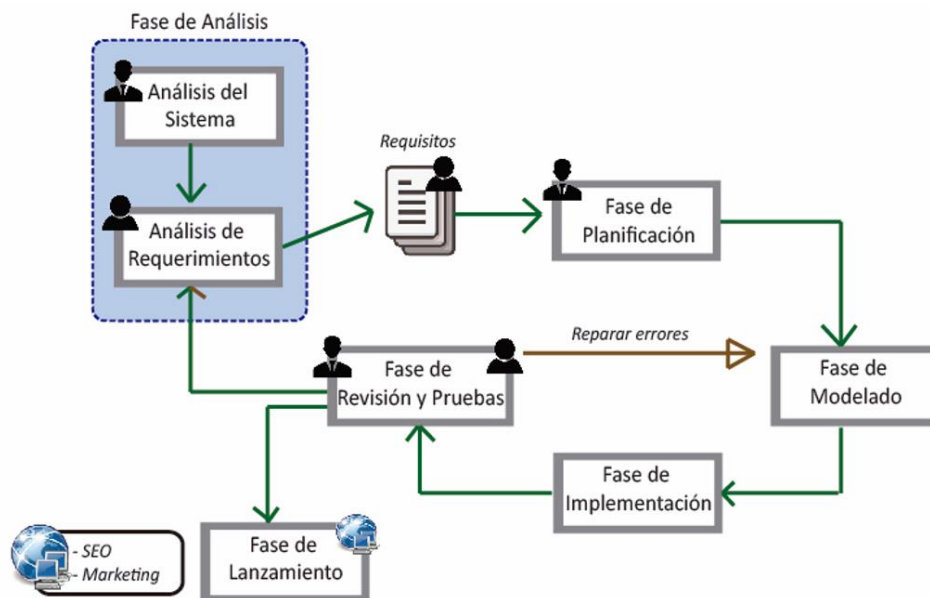 Fase de Análisis
Análisis del
Sistema
Requisitos
Análisis de
Requerimientos
Fase de
Planificación
Reparar errores
Fase de
Revisión y Pruebas
Fase de
Modelado
Fase de
Implementación
Fase de
Lanzamiento
- SEO
- Marketing